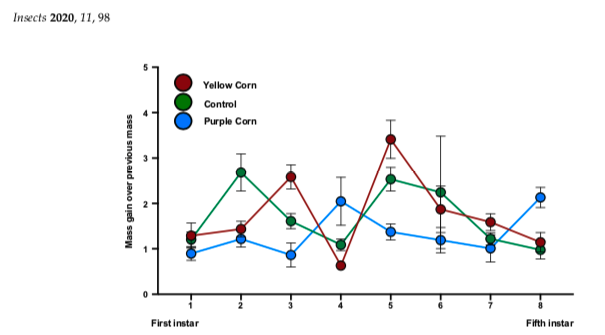 Insects 2020, 11, 98
5
4
3
2
1
0
Mass gain over previous mass
Yellow Corn
Control
Purple Corn
1 2 3 4 5 6 7 8
First instar Fifth instar